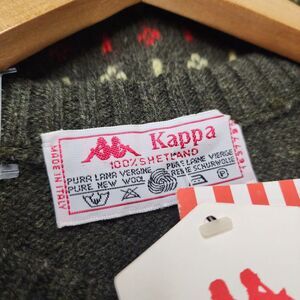 Kappa
100% SHETLAND
PURA LANA VERGINE PURE LAINE VIERGE
PURE NEW WOOL REINE SCHURWOLLE
MADE IN ITALY